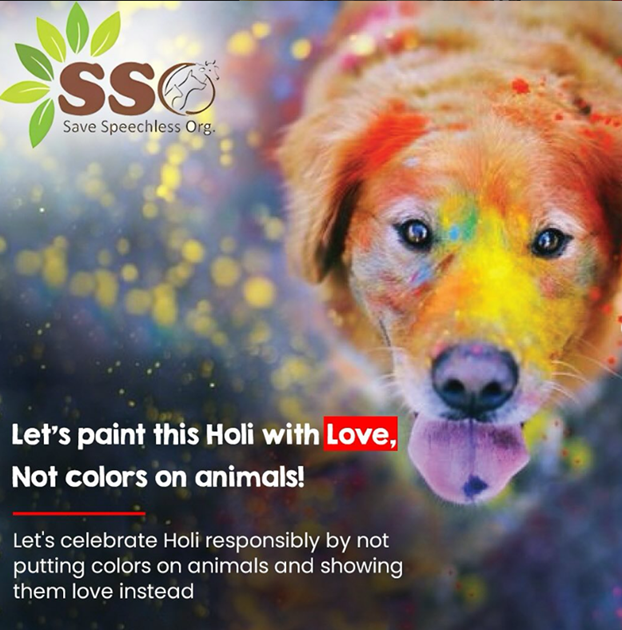 SSO
Save Speechless Org.
Let's paint this Holi with Love,
Not colors on animals!
Let's celebrate Holi responsibly by not
putting colors on animals and showing
them love instead